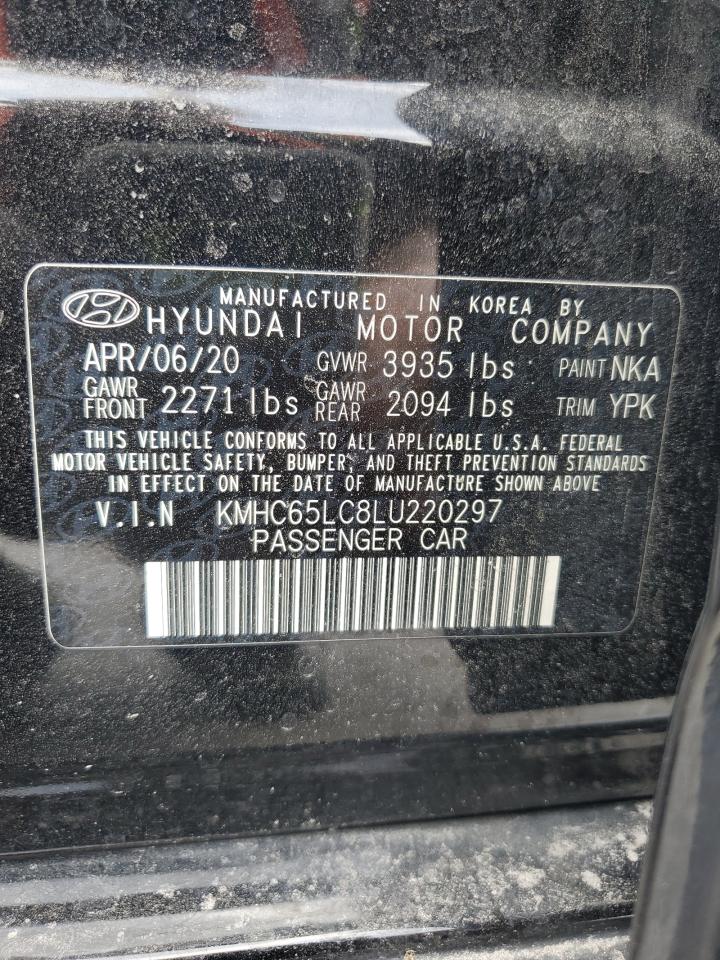 MANUFACTURED IN KOREA BY
HYUNDAI MOTOR COMPANY
APR/06/20 GVWR 3935 lbs PAINT NKA
GAWR FRONT 2271 lbs GAWR REAR 2094 lbs TRIM YPK
THIS VEHICLE CONFORMS TO ALL APPLICABLE U.S.A. FEDERAL
MOTOR VEHICLE SAFETY, BUMPER, AND THEFT PREVENTION STANDARDS
IN EFFECT ON THE DATE OF MANUFACTURE SHOWN ABOVE
V.I.N KMHC65LC8LU220297
PASSENGER CAR